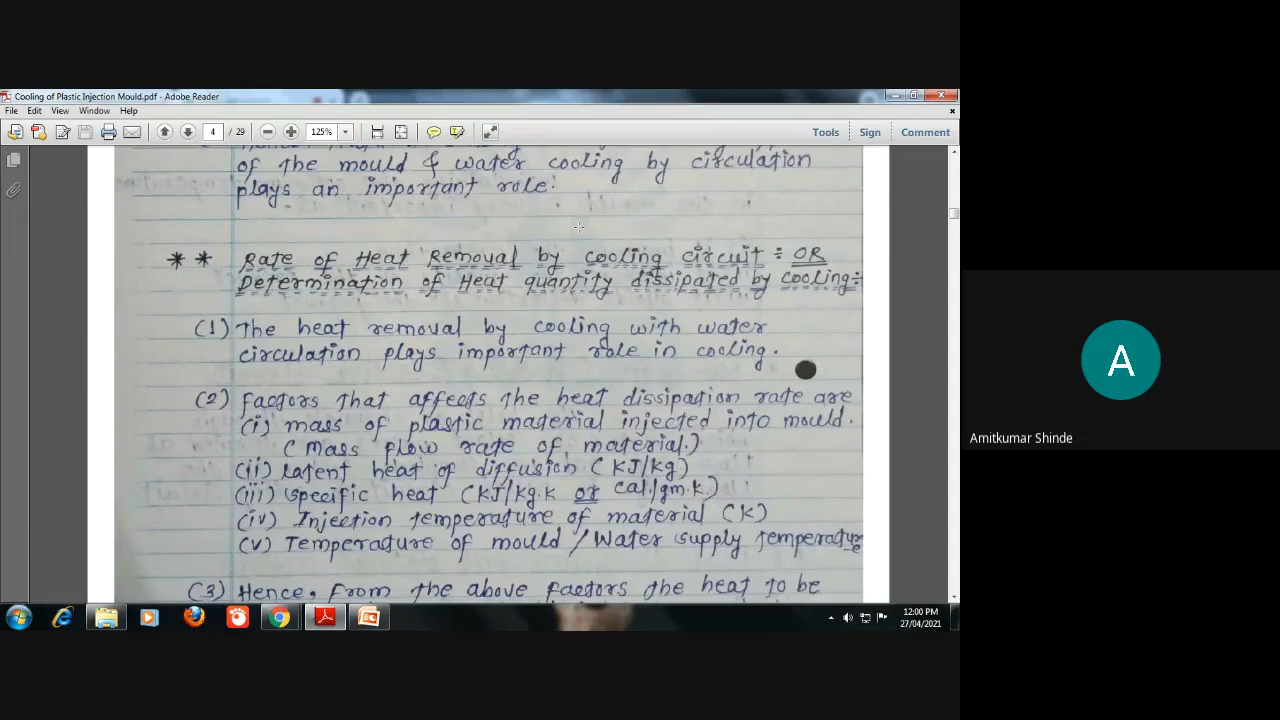 Cooling of Plastic Injection Mould.pdf - Adobe Reader
File Edit View Window Help
4 / 29 125% Tools Sign Comment
of the mould & water cooling by circulation
plays an important role.
** Rate of Heat Removal by cooling circuit ÷ OR
Determination of Heat quantity dissipated by cooling ÷
(1) The heat removal by cooling with water
circulation plays important role in cooling.
(2) Factors that affects the heat dissipation rate are
(i) mass of plastic material injected into mould.
(Mass flow rate of material.)
(ii) Latent heat of diffusion (KJ/kg)
(iii) specific heat (KJ/kg.k or cal./gm.k.)
(iv) Injection temperature of material (K)
(v) Temperature of mould / Water supply temperature
(3) Hence, From the above factors the heat to be
12:00 PM
27/04/2021
A
Amitkumar Shinde